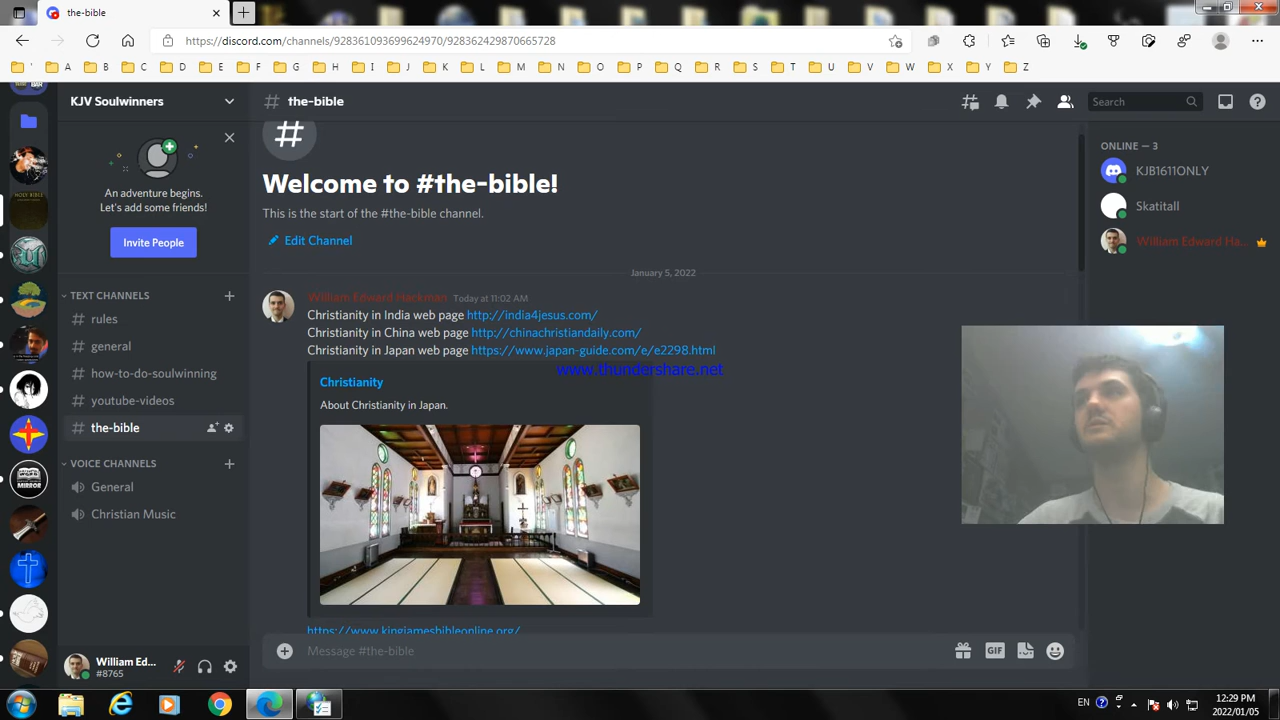 the-bible
https://discord.com/channels/928361093699624970/928362429870665728
' A B C D E F G H I J K L M N O P Q R S T U V W X Y Z
KJV Soulwinners
# the-bible
Search
An adventure begins.
Let's add some friends!
Invite People
TEXT CHANNELS
rules
general
how-to-do-soulwinning
youtube-videos
the-bible
VOICE CHANNELS
General
Christian Music
William Ed...
#8765
#
Welcome to #the-bible!
This is the start of the #the-bible channel.
Edit Channel
January 5, 2022
William Edward Hackman Today at 11:02 AM
Christianity in India web page http://india4jesus.com/
Christianity in China web page http://chinachristiandaily.com/
Christianity in Japan web page https://www.japan-guide.com/e/e2298.html
www.thundershare.net
Christianity
About Christianity in Japan.
https://www.kingjamesbibleonline.org/
Message #the-bible
GIF
ONLINE — 3
KJB1611ONLY
Skatitall
William Edward Ha...
EN
12:29 PM
2022/01/05